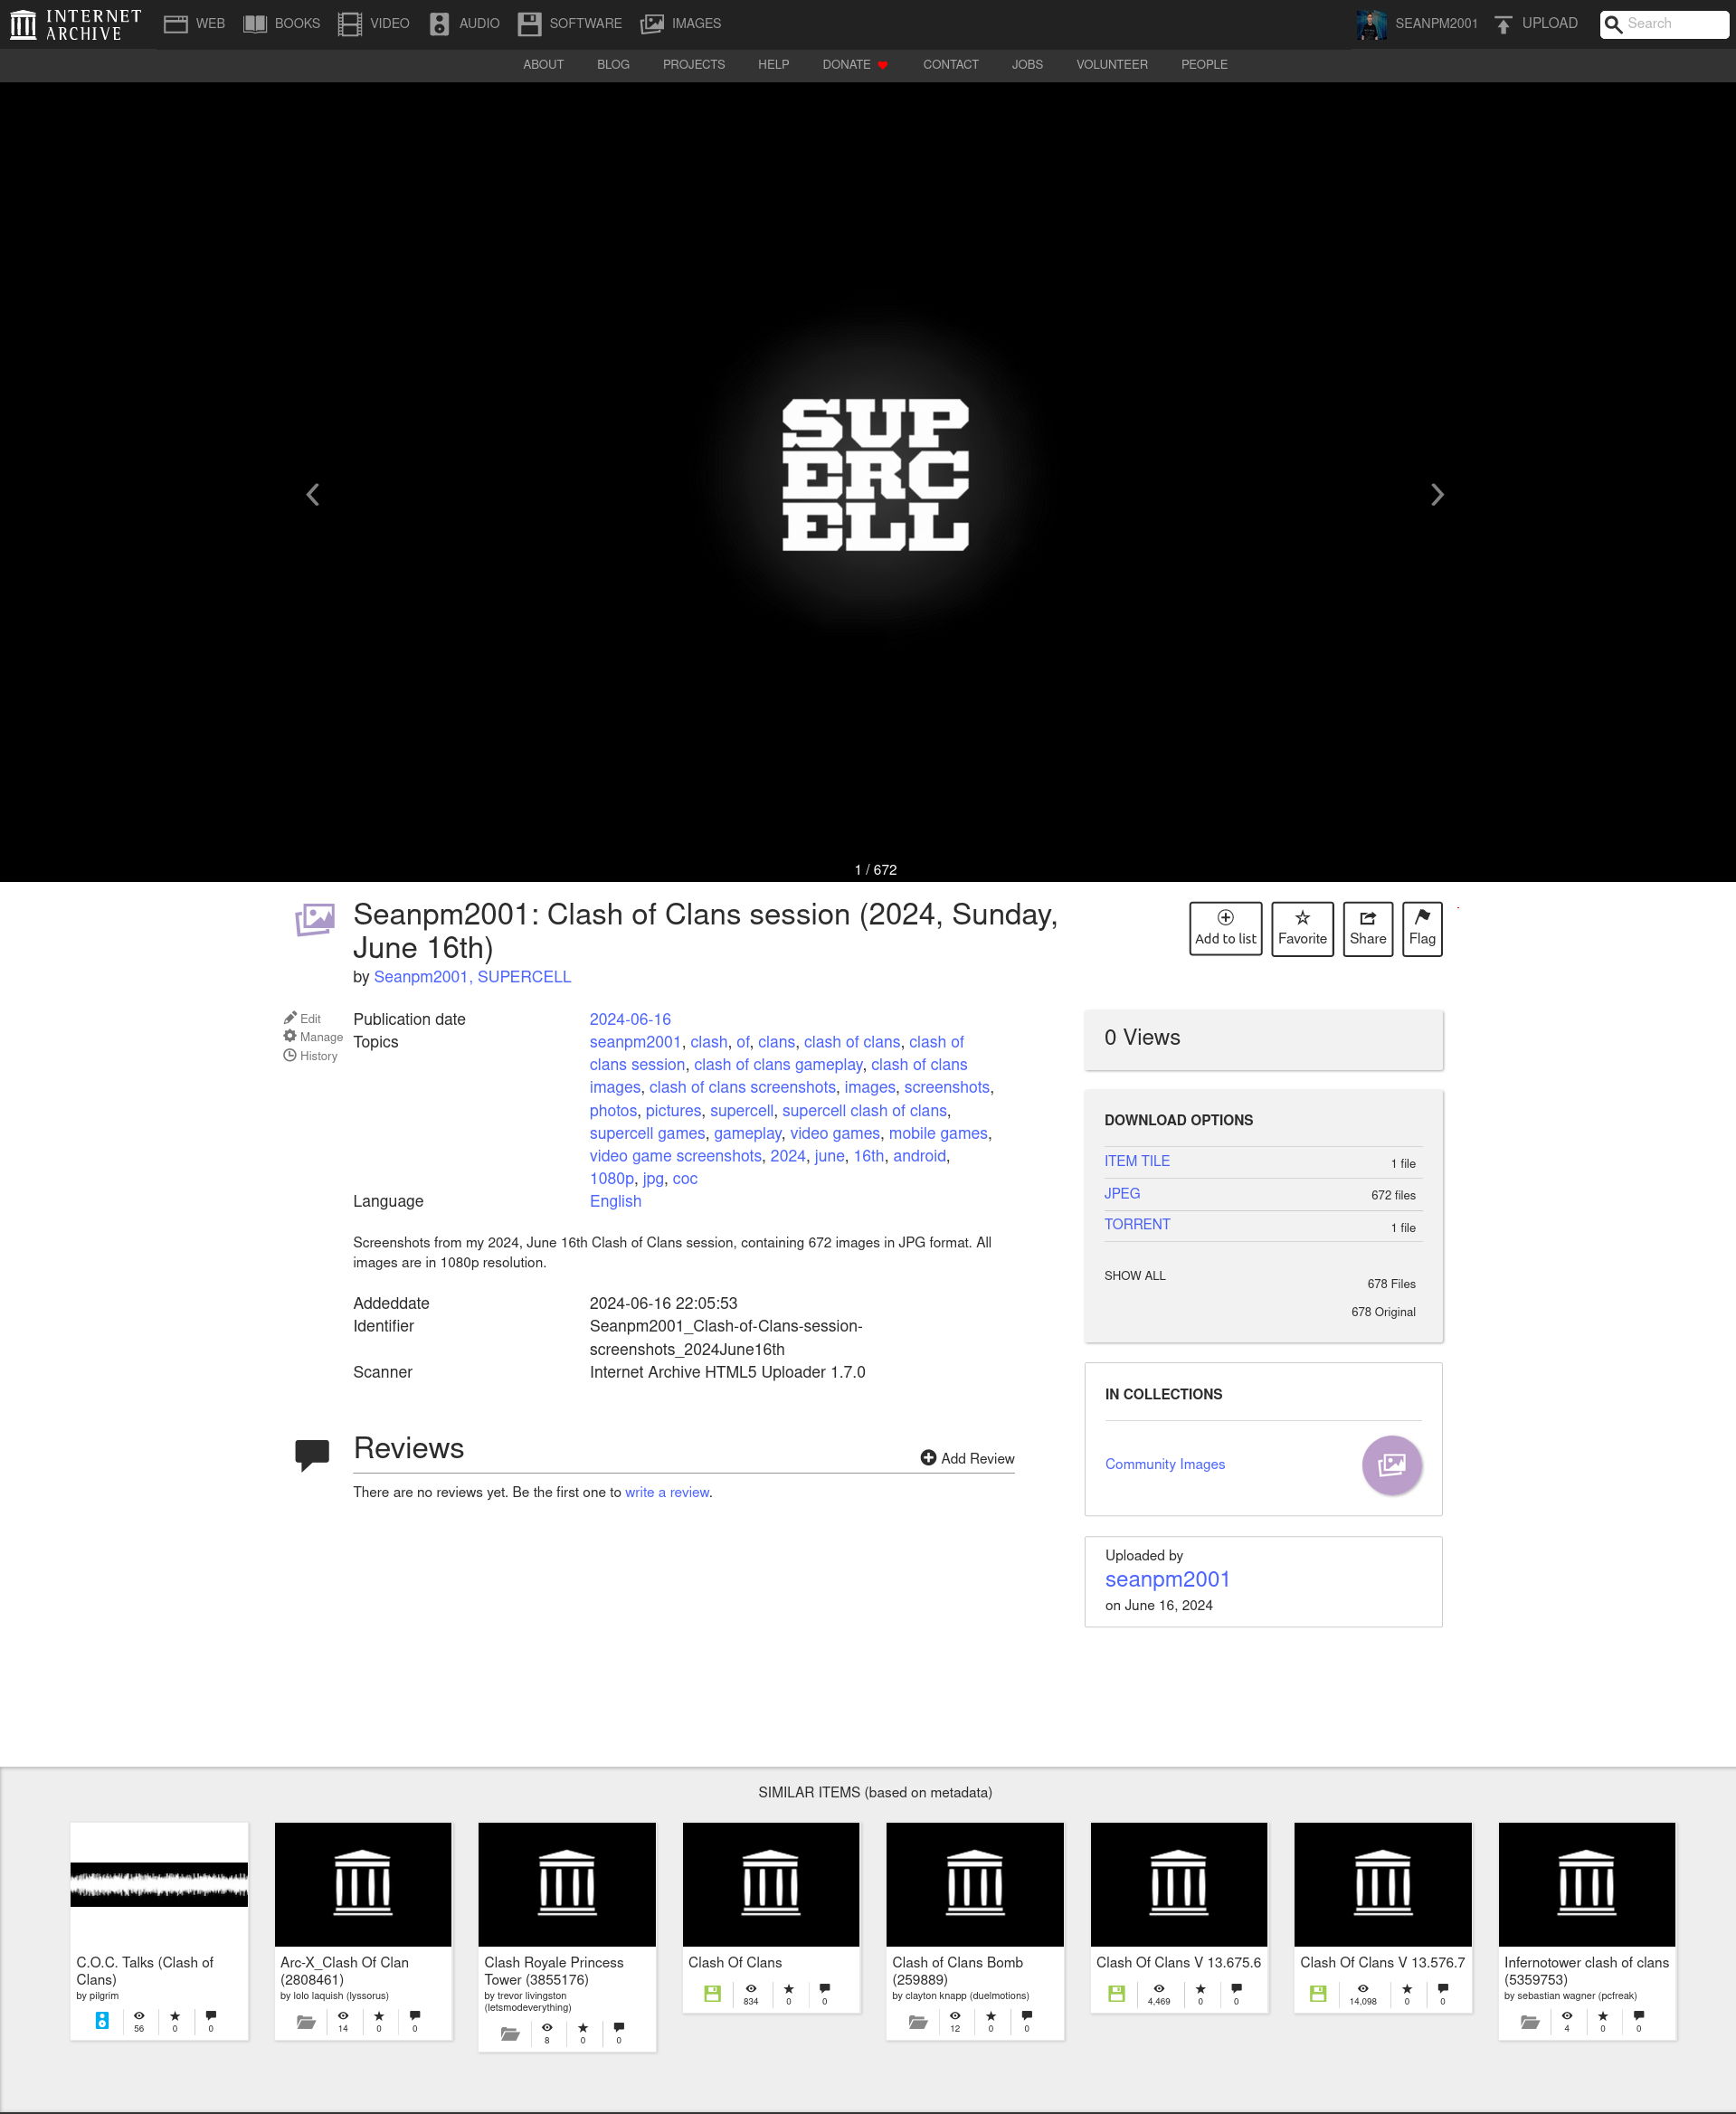 INTERNET
ARCHIVE
WEB BOOKS VIDEO AUDIO SOFTWARE IMAGES SEANPM2001 UPLOAD Search
ABOUT BLOG PROJECTS HELP DONATE CONTACT JOBS VOLUNTEER PEOPLE
SUP
ERC
ELL
1 / 672
Seanpm2001: Clash of Clans session (2024, Sunday,
June 16th)
by Seanpm2001, SUPERCELL
Add to list Favorite Share Flag
Edit
Manage
History
Publication date 2024-06-16
Topics seanpm2001, clash, of, clans, clash of clans, clash of
clans session, clash of clans gameplay, clash of clans
images, clash of clans screenshots, images, screenshots,
photos, pictures, supercell, supercell clash of clans,
supercell games, gameplay, video games, mobile games,
video game screenshots, 2024, june, 16th, android,
1080p, jpg, coc
Language English
Screenshots from my 2024, June 16th Clash of Clans session, containing 672 images in JPG format. All
images are in 1080p resolution.
Addeddate 2024-06-16 22:05:53
Identifier Seanpm2001_Clash-of-Clans-session-
screenshots_2024June16th
Scanner Internet Archive HTML5 Uploader 1.7.0
Reviews
Add Review
There are no reviews yet. Be the first one to write a review.
0 Views
DOWNLOAD OPTIONS
ITEM TILE 1 file
JPEG 672 files
TORRENT 1 file
SHOW ALL 678 Files
678 Original
IN COLLECTIONS
Community Images
Uploaded by
seanpm2001
on June 16, 2024
SIMILAR ITEMS (based on metadata)
C.O.C. Talks (Clash of
Clans)
by pilgrim
56 0 0
Arc-X_Clash Of Clan
(2808461)
by lolo laquish (lyssorus)
14 0 0
Clash Royale Princess
Tower (3855176)
by trevor livingston
(letsmodeverything)
8 0 0
Clash Of Clans
834 0 0
Clash of Clans Bomb
(259889)
by clayton knapp (duelmotions)
12 0 0
Clash Of Clans V 13.675.6
4,469 0 0
Clash Of Clans V 13.576.7
14,098 0 0
Infernotower clash of clans
(5359753)
by sebastian wagner (pcfreak)
4 0 0